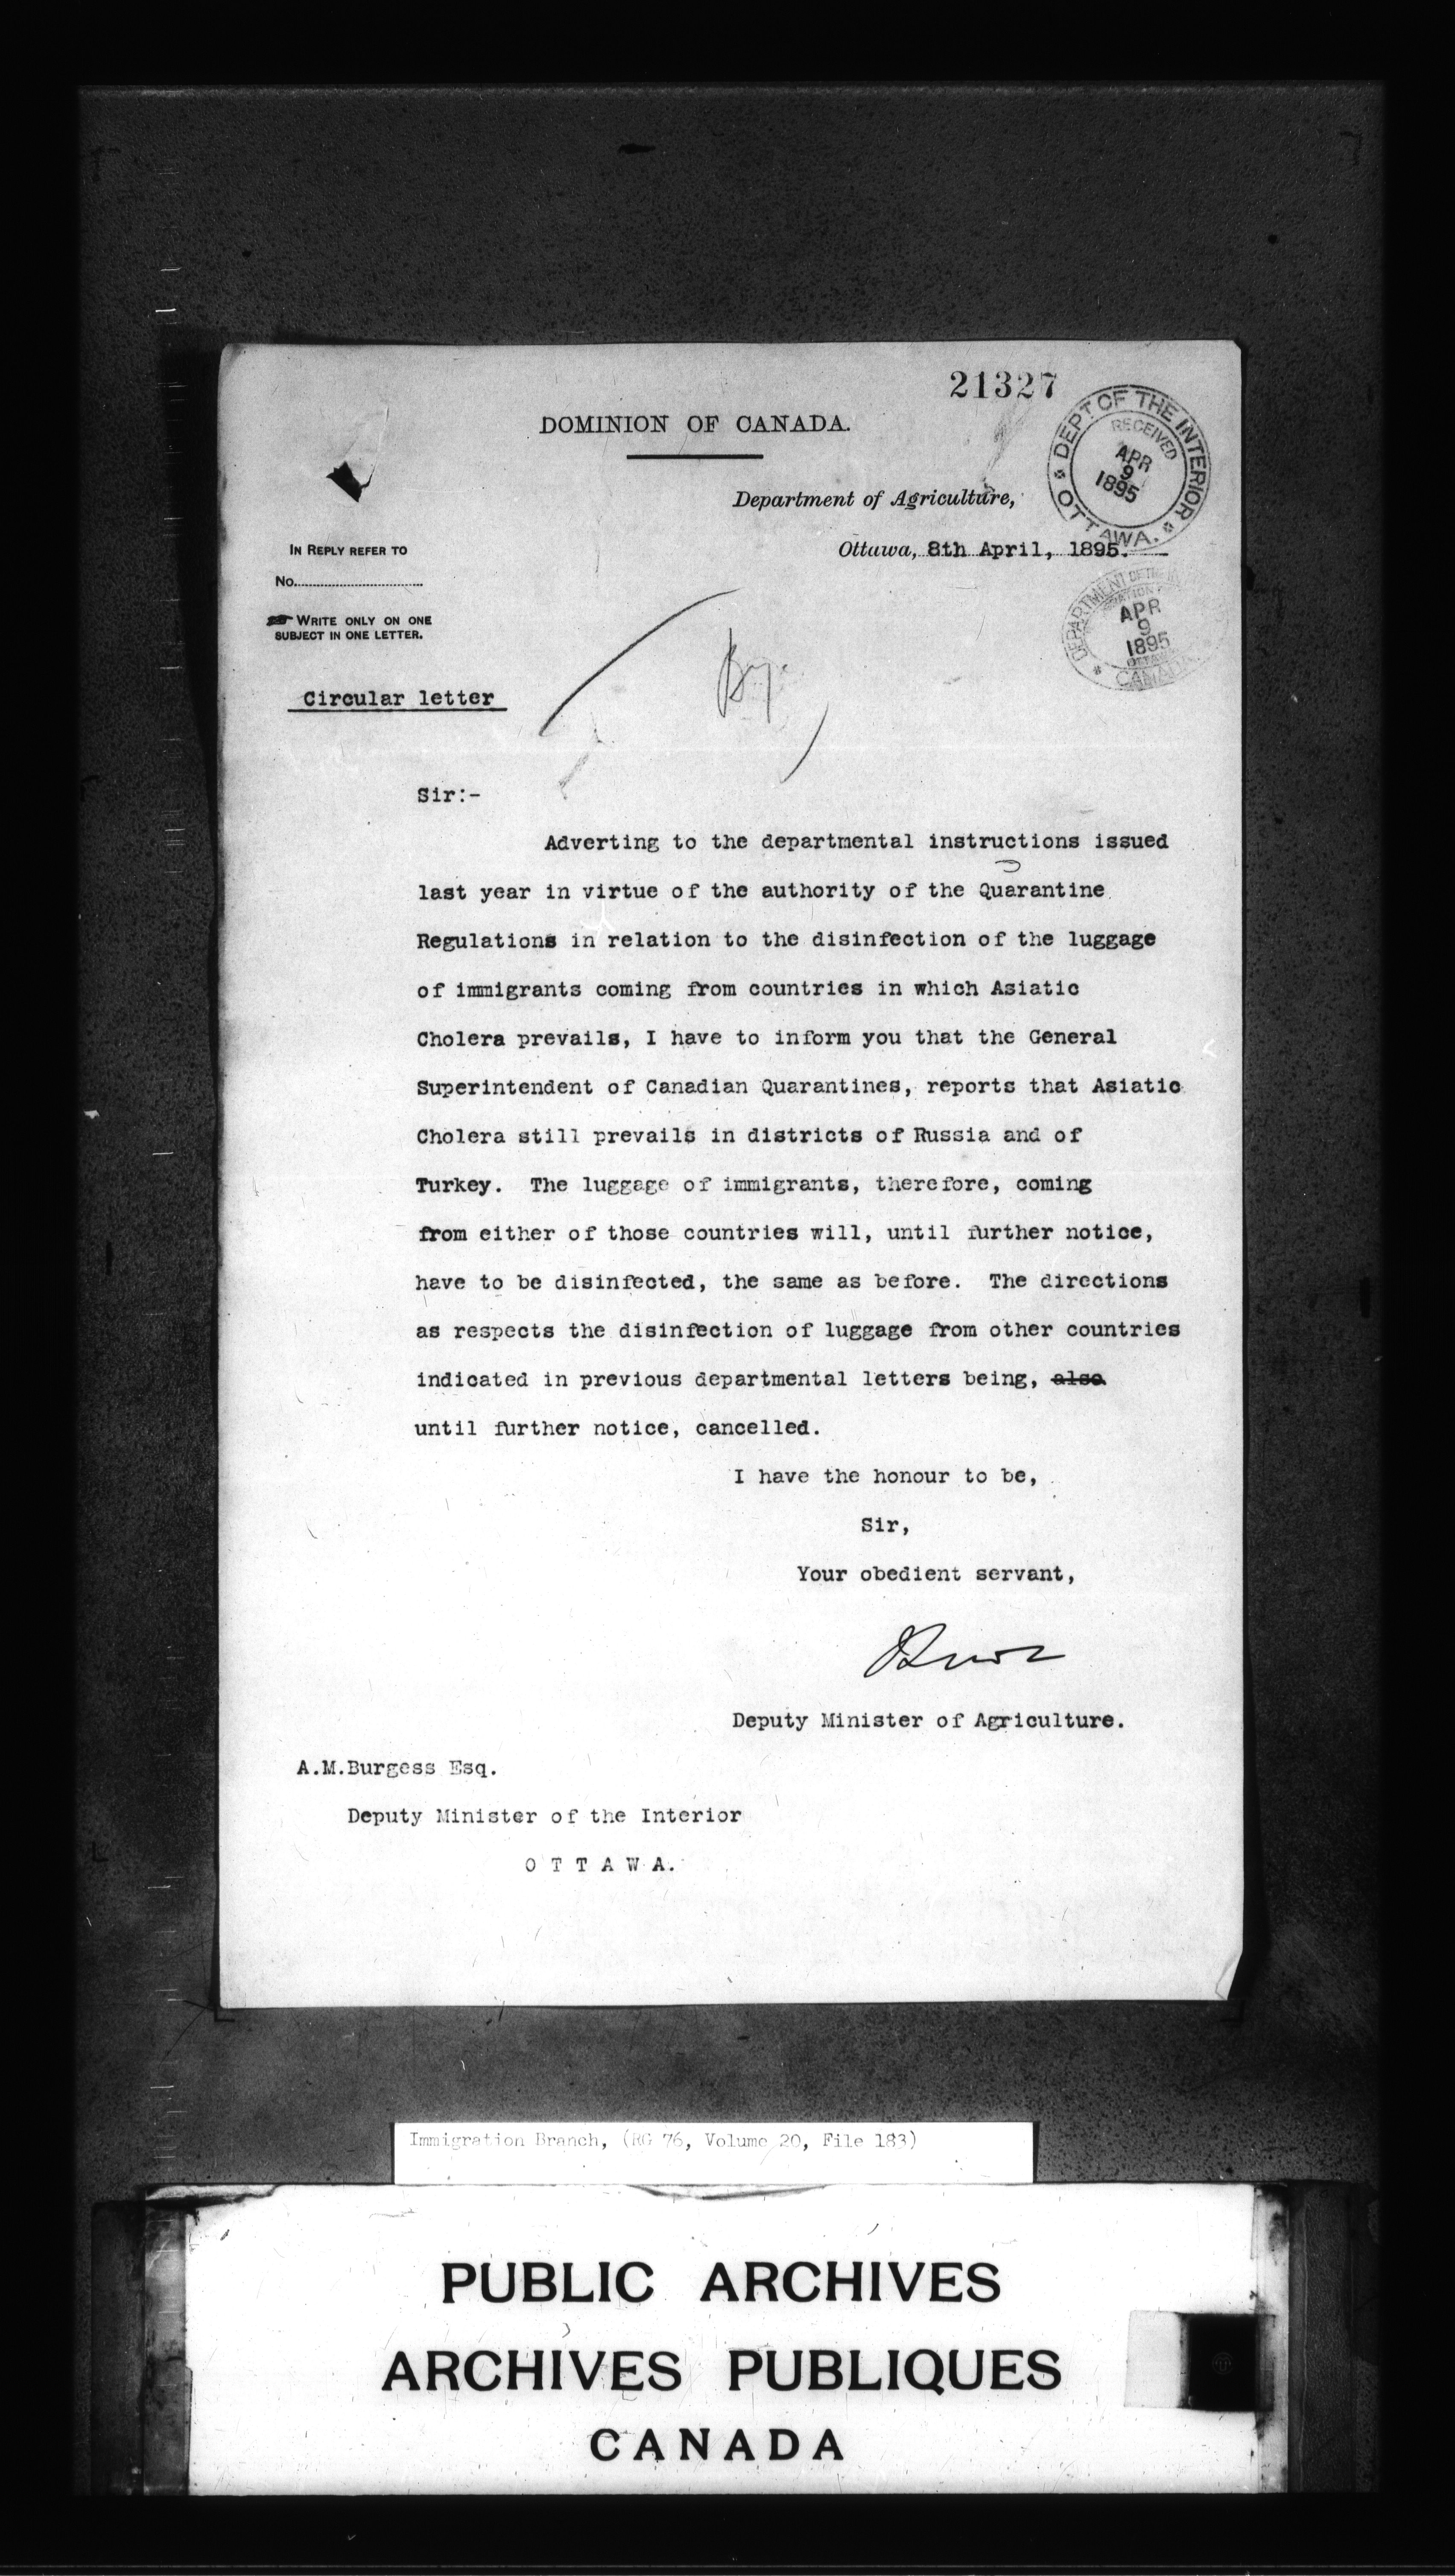 21327
DOMINION OF CANADA.
DEPT OF THE INTERIOR
RECEIVED
APR
9
1895
OTTAWA.
Department of Agriculture,
Ottawa, 8th April, 1895.
IN REPLY REFER TO
No.
WRITE ONLY ON ONE
SUBJECT IN ONE LETTER.
DEPARTMENT OF THE
APR
9
1895
OTTAWA
CANADA
Circular letter
Sir:-
Adverting to the departmental instructions issued
last year in virtue of the authority of the Quarantine
Regulations in relation to the disinfection of the luggage
of immigrants coming from countries in which Asiatic
Cholera prevails, I have to inform you that the General
Superintendent of Canadian Quarantines, reports that Asiatic
Cholera still prevails in districts of Russia and of
Turkey. The luggage of immigrants, therefore, coming
from either of those countries will, until further notice,
have to be disinfected, the same as before. The directions
as respects the disinfection of luggage from other countries
indicated in previous departmental letters being, also
until further notice, cancelled.
I have the honour to be,
Sir,
Your obedient servant,
Deputy Minister of Agriculture.
A.M.Burgess Esq.
Deputy Minister of the Interior
O T T A W A.
Immigration Branch, (RG 76, Volume 20, File 183)
PUBLIC ARCHIVES
ARCHIVES PUBLIQUES
CANADA